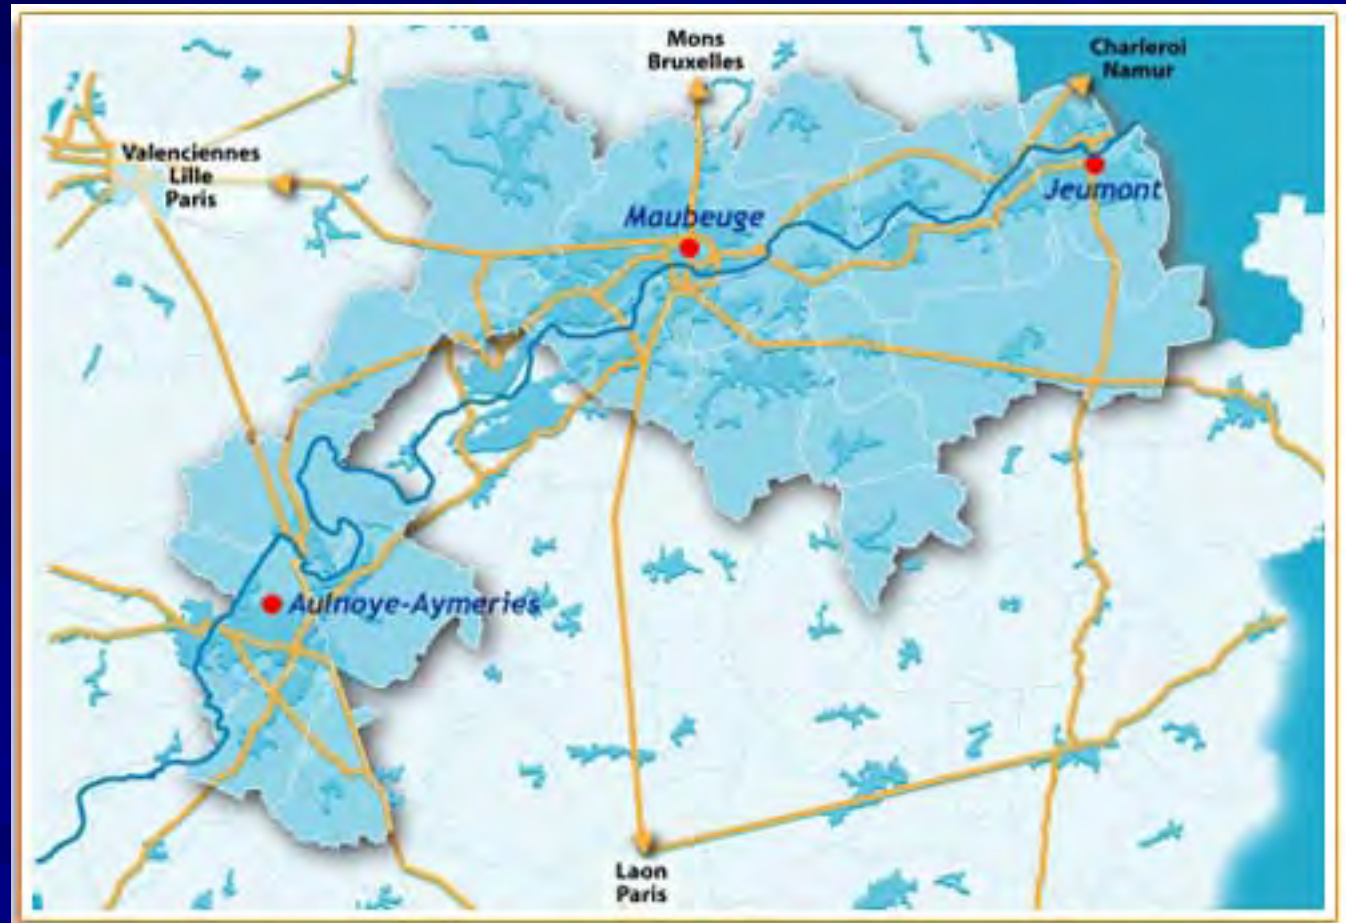 Mons
Bruxelles
Charleroi
Namur
Valenciennes
Lille
Paris
Jeumont
Maubeuge
Aulnoye-Aymeries
Laon
Paris